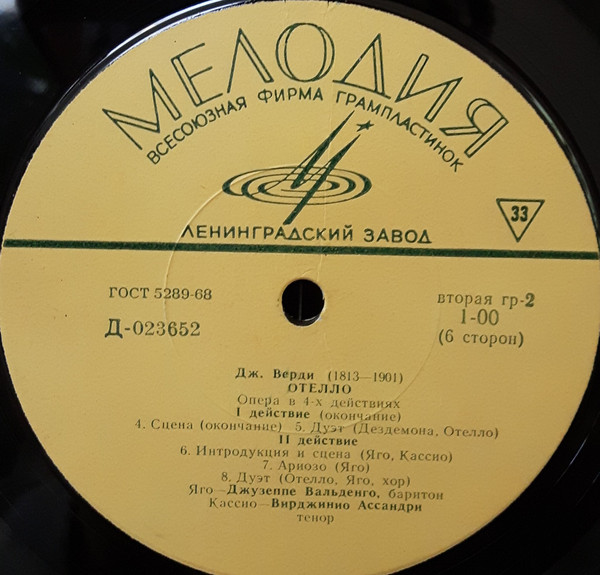 МЕЛОДИЯ
ВСЕСОЮЗНАЯ ФИРМА ГРАМПЛАСТИНОК
ЛЕНИНГРАДСКИЙ ЗАВОД
33
ГОСТ 5289-68
Д-023652
вторая гр-2
1-00
(6 сторон)
Дж. Верди (1813—1901)
ОТЕЛЛО
Опера в 4-х действиях
I действие (окончание)
4. Сцена (окончание) 5. Дуэт (Дездемона, Отелло)
II действие
6. Интродукция и сцена (Яго, Кассио)
7. Ариозо (Яго)
8. Дуэт (Отелло, Яго, хор)
Яго—Джузеппе Вальденго, баритон
Кассио—Вирджинио Ассандри
тенор